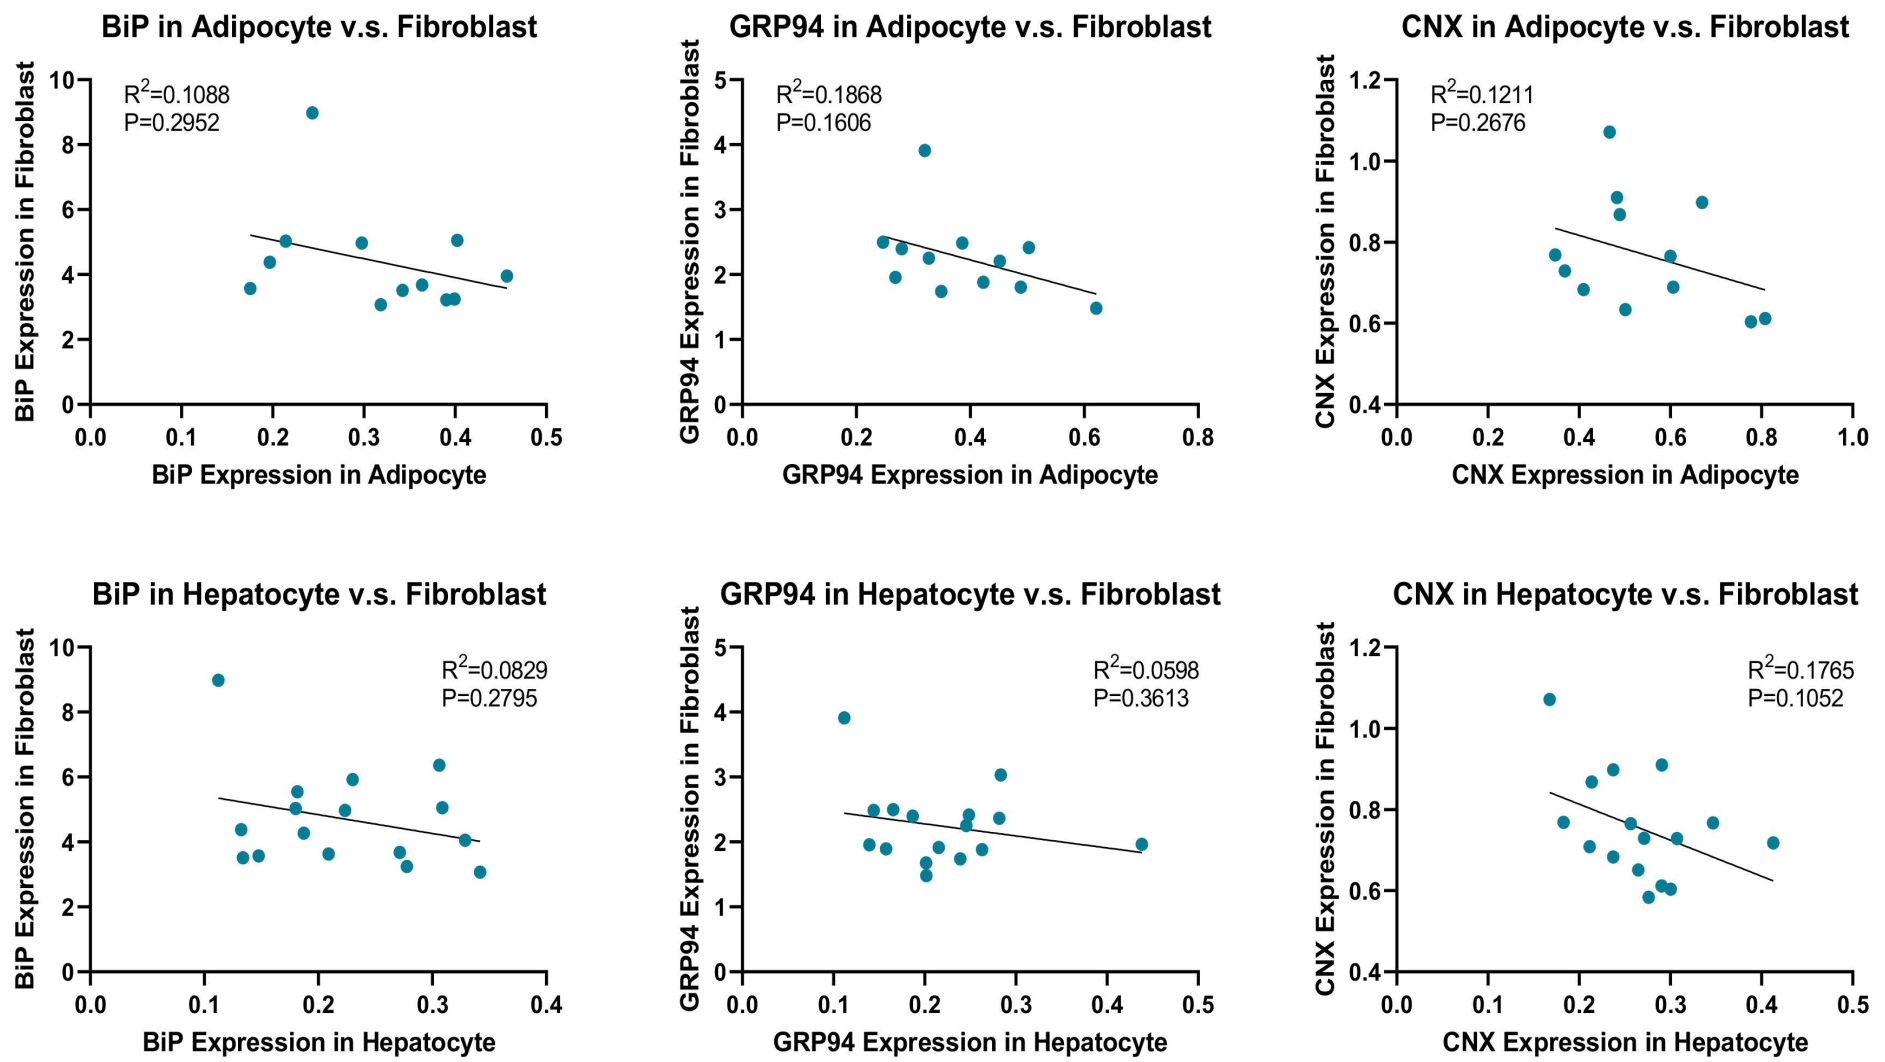 BiP in Adipocyte v.s. Fibroblast
R²=0.1088
P=0.2952
BiP Expression in Fibroblast
10
8
6
4
2
0
0.0 0.1 0.2 0.3 0.4 0.5
BiP Expression in Adipocyte
GRP94 in Adipocyte v.s. Fibroblast
R²=0.1868
P=0.1606
GRP94 Expression in Fibroblast
5
4
3
2
1
0
0.0 0.2 0.4 0.6 0.8
GRP94 Expression in Adipocyte
CNX in Adipocyte v.s. Fibroblast
R²=0.1211
P=0.2676
CNX Expression in Fibroblast
1.2
1.0
0.8
0.6
0.4
0.0 0.2 0.4 0.6 0.8 1.0
CNX Expression in Adipocyte
BiP in Hepatocyte v.s. Fibroblast
R²=0.0829
P=0.2795
BiP Expression in Fibroblast
10
8
6
4
2
0
0.0 0.1 0.2 0.3 0.4
BiP Expression in Hepatocyte
GRP94 in Hepatocyte v.s. Fibroblast
R²=0.0598
P=0.3613
GRP94 Expression in Fibroblast
5
4
3
2
1
0
0.0 0.1 0.2 0.3 0.4 0.5
GRP94 Expression in Hepatocyte
CNX in Hepatocyte v.s. Fibroblast
R²=0.1765
P=0.1052
CNX Expression in Fibroblast
1.2
1.0
0.8
0.6
0.4
0.0 0.1 0.2 0.3 0.4 0.5
CNX Expression in Hepatocyte